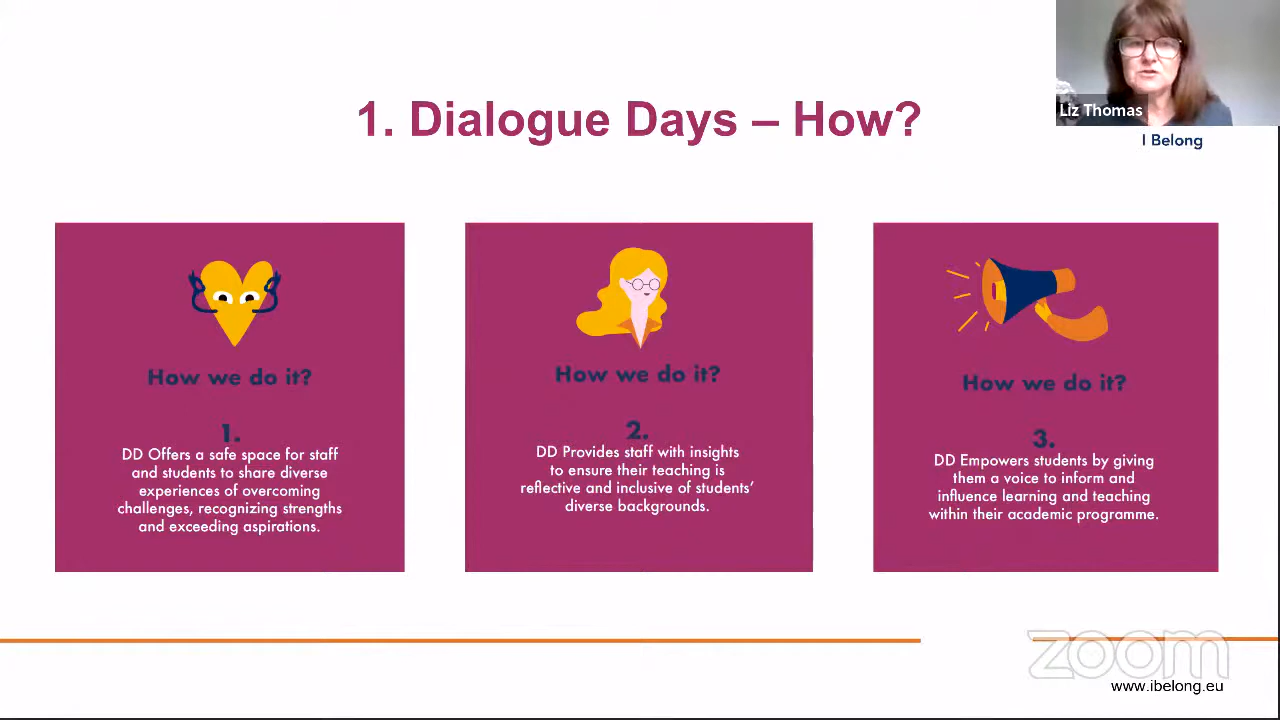 Liz Thomas
I Belong
1. Dialogue Days – How?
How we do it?
1.
DD Offers a safe space for staff
and students to share diverse
experiences of overcoming
challenges, recognizing strengths
and exceeding aspirations.
How we do it?
2.
DD Provides staff with insights
to ensure their teaching is
reflective and inclusive of students’
diverse backgrounds.
How we do it?
3.
DD Empowers students by giving
them a voice to inform and
influence learning and teaching
within their academic programme.
zoom
www.ibelong.eu